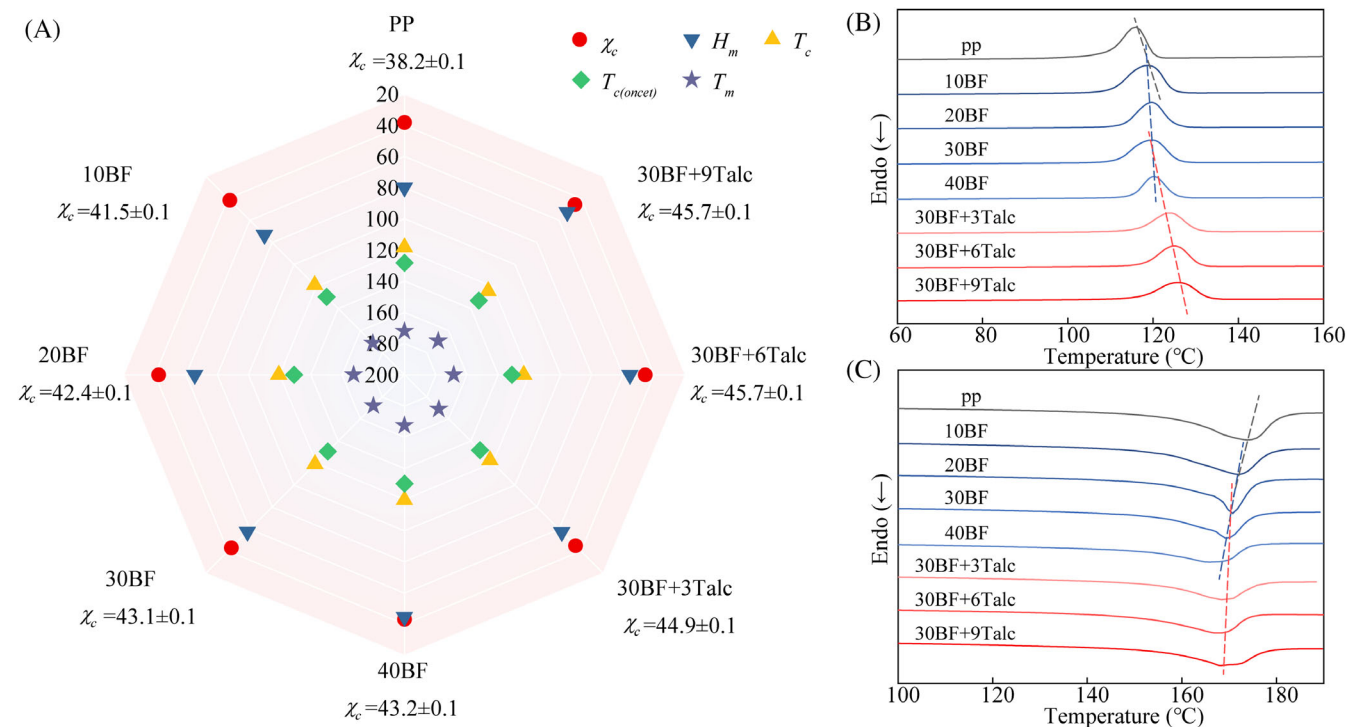 (A)
PP
χc =38.2±0.1
χc
Hm
Tc
Tc(oncet)
Tm
20
40
60
80
100
120
140
160
180
200
30BF+9Talc
χc =45.7±0.1
30BF+6Talc
χc =45.7±0.1
30BF+3Talc
χc =44.9±0.1
40BF
χc =43.2±0.1
30BF
χc =43.1±0.1
20BF
χc =42.4±0.1
10BF
χc =41.5±0.1
(B)
Endo (←)
pp
10BF
20BF
30BF
40BF
30BF+3Talc
30BF+6Talc
30BF+9Talc
60 80 100 120 140 160
Temperature (℃)
(C)
Endo (←)
pp
10BF
20BF
30BF
40BF
30BF+3Talc
30BF+6Talc
30BF+9Talc
100 120 140 160 180
Temperature (℃)